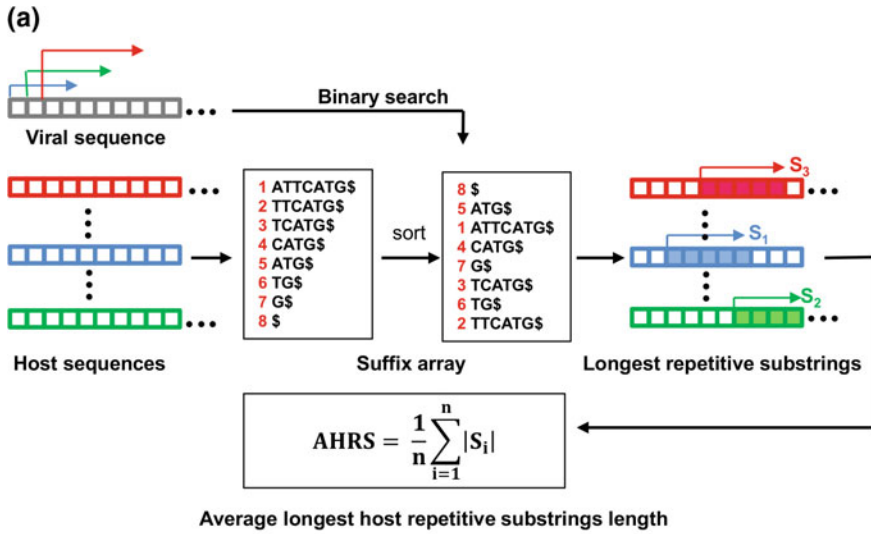 (a)
Viral sequence
Binary search
1 ATTCATG$
2 TTCATG$
3 TCATG$
4 CATG$
5 ATG$
6 TG$
7 G$
8 $
sort
8 $
5 ATG$
1 ATTCATG$
4 CATG$
7 G$
3 TCATG$
6 TG$
2 TTCATG$
S3
S1
S2
Host sequences
Suffix array
Longest repetitive substrings
AHRS = 1/n ∑ i=1 n |Si|
Average longest host repetitive substrings length